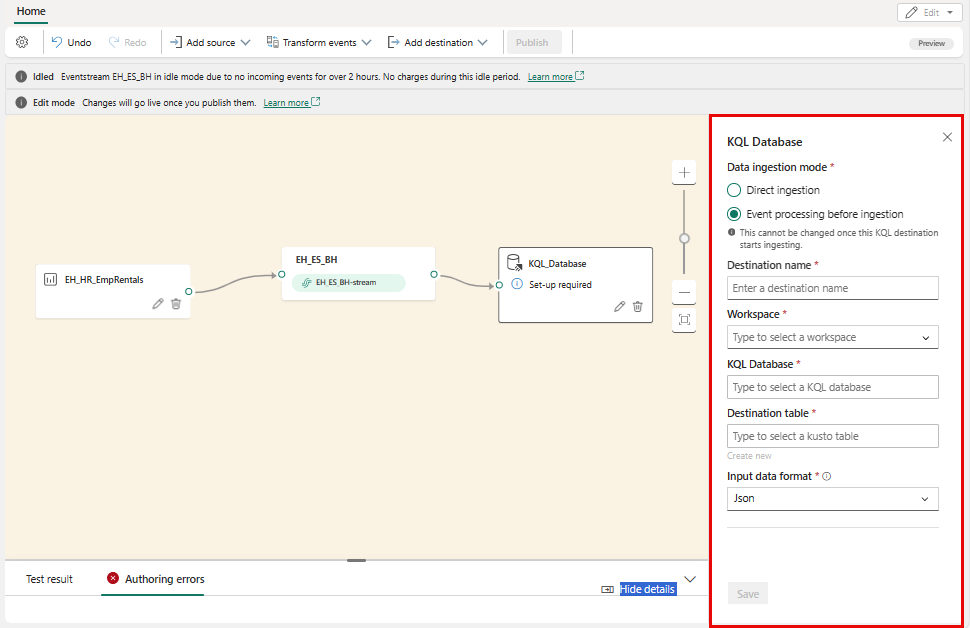 Home
Edit
Undo
Redo
Add source
Transform events
Add destination
Publish
Preview
Idled Eventstream EH_ES_BH in idle mode due to no incoming events for over 2 hours. No charges during this idle period. Learn more
Edit mode Changes will go live once you publish them. Learn more
EH_HR_EmpRentals
EH_ES_BH
EH_ES_BH-stream
KQL_Database
Set-up required
Test result
Authoring errors
Hide details
KQL Database
Data ingestion mode *
Direct ingestion
Event processing before ingestion
This cannot be changed once this KQL destination
starts ingesting.
Destination name *
Enter a destination name
Workspace *
Type to select a workspace
KQL Database *
Type to select a KQL database
Destination table *
Type to select a kusto table
Create new
Input data format *
Json
Save